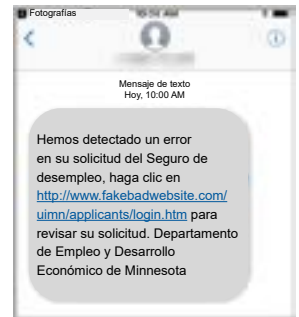 Fotografías
Mensaje de texto
Hoy, 10:00 AM
Hemos detectado un error
en su solicitud del Seguro de
desempleo, haga clic en
http://www.fakebadwebsite.com/
uimn/applicants/login.htm para
revisar su solicitud. Departamento
de Empleo y Desarrollo
Económico de Minnesota